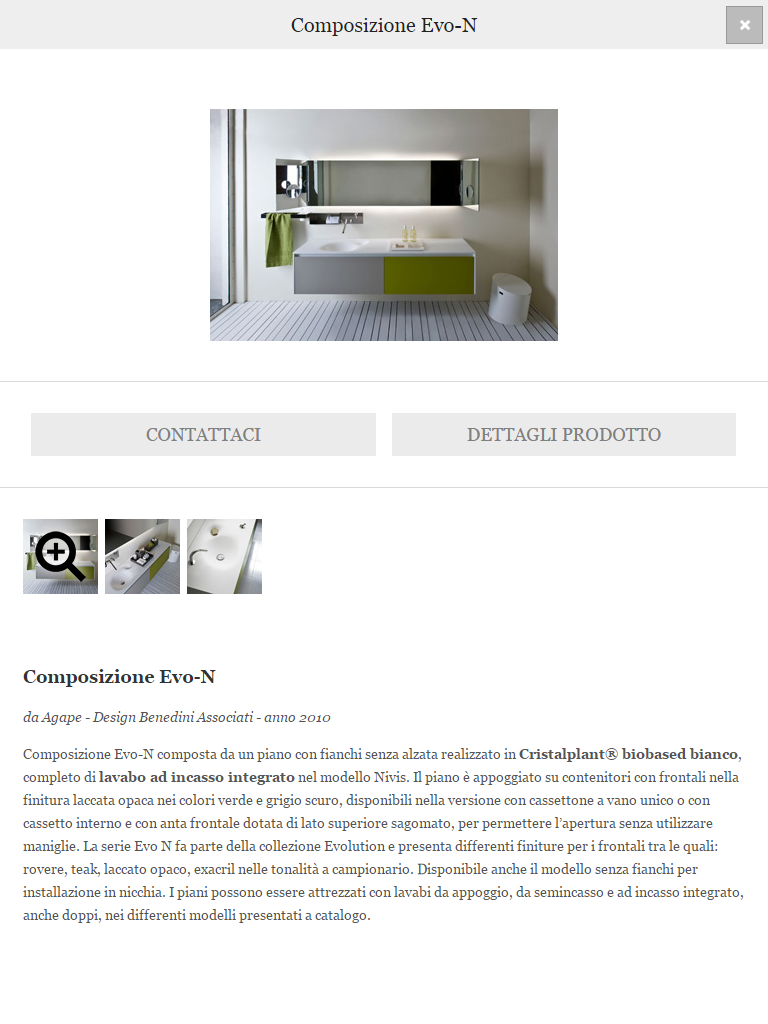 Composizione Evo-N
CONTATTACI
DETTAGLI PRODOTTO
Composizione Evo-N
da Agape - Design Benedini Associati - anno 2010
Composizione Evo-N composta da un piano con fianchi senza alzata realizzato in Cristalplant® biobased bianco,
completo di lavabo ad incasso integrato nel modello Nivis. Il piano è appoggiato su contenitori con frontali nella
finitura laccata opaca nei colori verde e grigio scuro, disponibili nella versione con cassettone a vano unico o con
cassetto interno e con anta frontale dotata di lato superiore sagomato, per permettere l’apertura senza utilizzare
maniglie. La serie Evo N fa parte della collezione Evolution e presenta differenti finiture per i frontali tra le quali:
rovere, teak, laccato opaco, exacril nelle tonalità a campionario. Disponibile anche il modello senza fianchi per
installazione in nicchia. I piani possono essere attrezzati con lavabi da appoggio, da semincasso e ad incasso integrato,
anche doppi, nei differenti modelli presentati a catalogo.